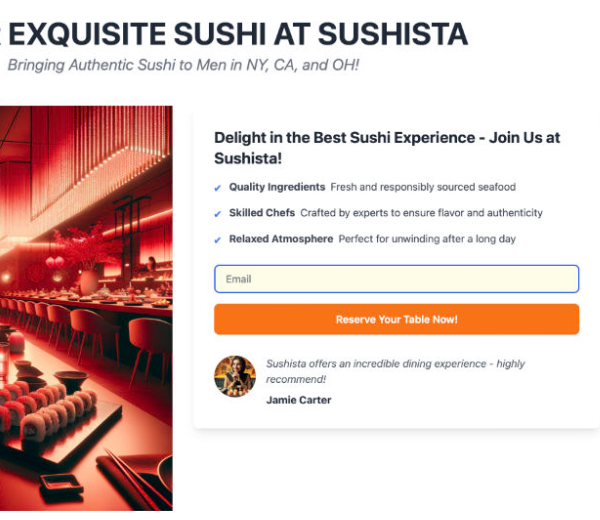 EXQUISITE SUSHI AT SUSHISTA
Bringing Authentic Sushi to Men in NY, CA, and OH!
Delight in the Best Sushi Experience - Join Us at
Sushista!
✔ Quality Ingredients Fresh and responsibly sourced seafood
✔ Skilled Chefs Crafted by experts to ensure flavor and authenticity
✔ Relaxed Atmosphere Perfect for unwinding after a long day
Email
Reserve Your Table Now!
Sushista offers an incredible dining experience - highly
recommend!
Jamie Carter